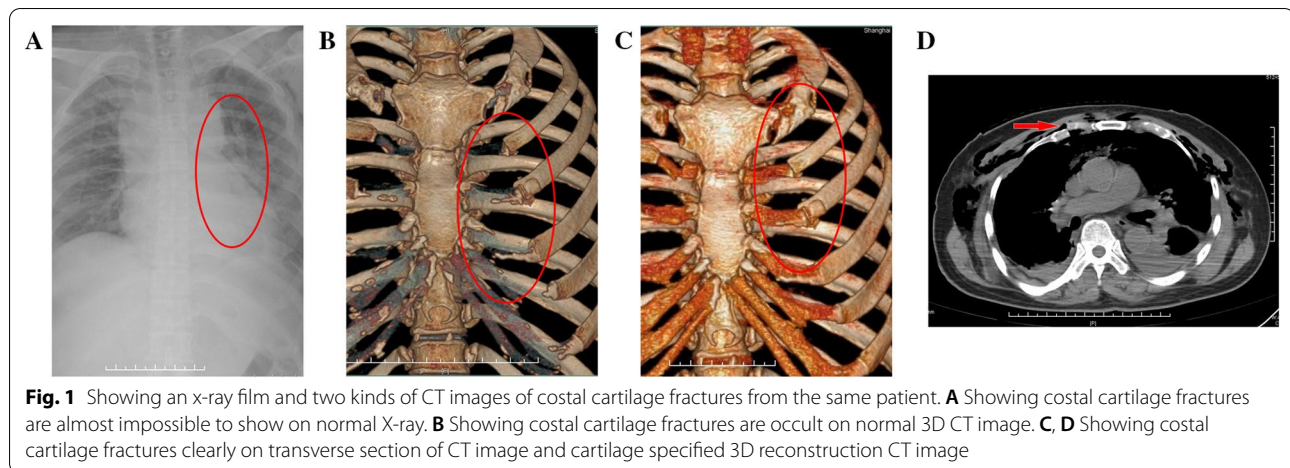 A
B
C
D
Shanghai
S
512/4
[P]
[P]
Fig. 1 Showing an x-ray film and two kinds of CT images of costal cartilage fractures from the same patient. A Showing costal cartilage fractures
are almost impossible to show on normal X-ray. B Showing costal cartilage fractures are occult on normal 3D CT image. C, D Showing costal
cartilage fractures clearly on transverse section of CT image and cartilage specified 3D reconstruction CT image